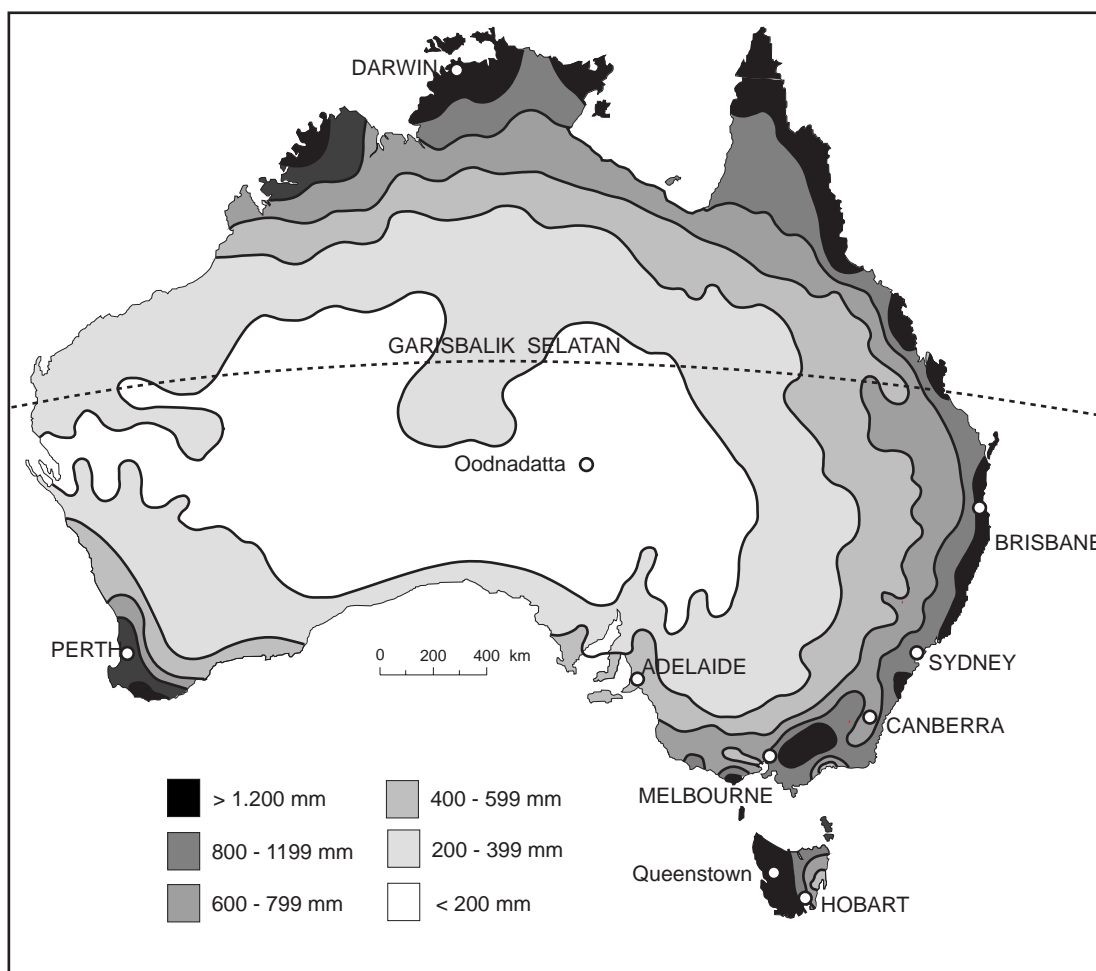 DARWIN
GARISBALIK SELATAN
Oodnadatta
BRISBANE
PERTH
0 200 400 km
ADELAIDE
SYDNEY
CANBERRA
MELBOURNE
> 1.200 mm
400 - 599 mm
800 - 1199 mm
200 - 399 mm
600 - 799 mm
< 200 mm
Queenstown
HOBART